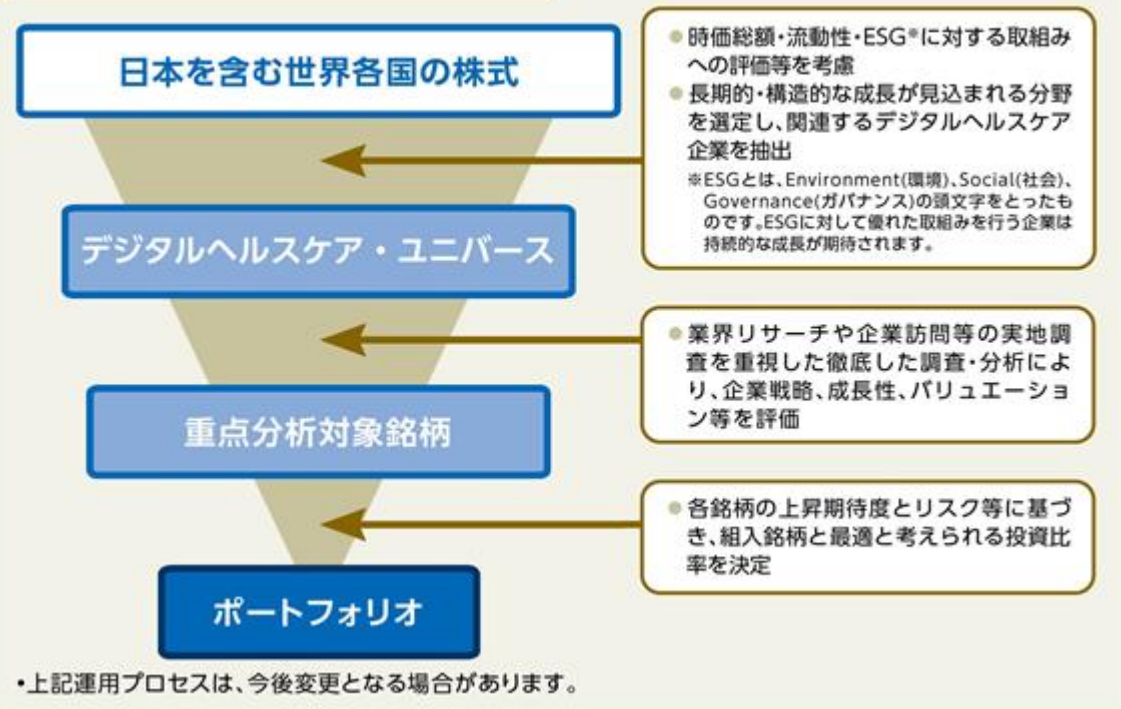 日本を含む世界各国の株式
●時価総額・流動性・ESG※に対する取組み
への評価等を考慮
●長期的・構造的な成長が見込まれる分野
を選定し、関連するデジタルヘルスケア
企業を抽出
※ESGとは、Environment(環境)、Social(社会)、
Governance(ガバナンス)の頭文字をとったも
のです。ESGに対して優れた取組みを行う企業は
持続的な成長が期待されます。
デジタルヘルスケア・ユニバース
●業界リサーチや企業訪問等の実地調
査を重視した徹底した調査・分析によ
り、企業戦略、成長性、バリュエーショ
ン等を評価
重点分析対象銘柄
●各銘柄の上昇期待度とリスク等に基づ
き、組入銘柄と最適と考えられる投資比
率を決定
ポートフォリオ
・上記運用プロセスは、今後変更となる場合があります。